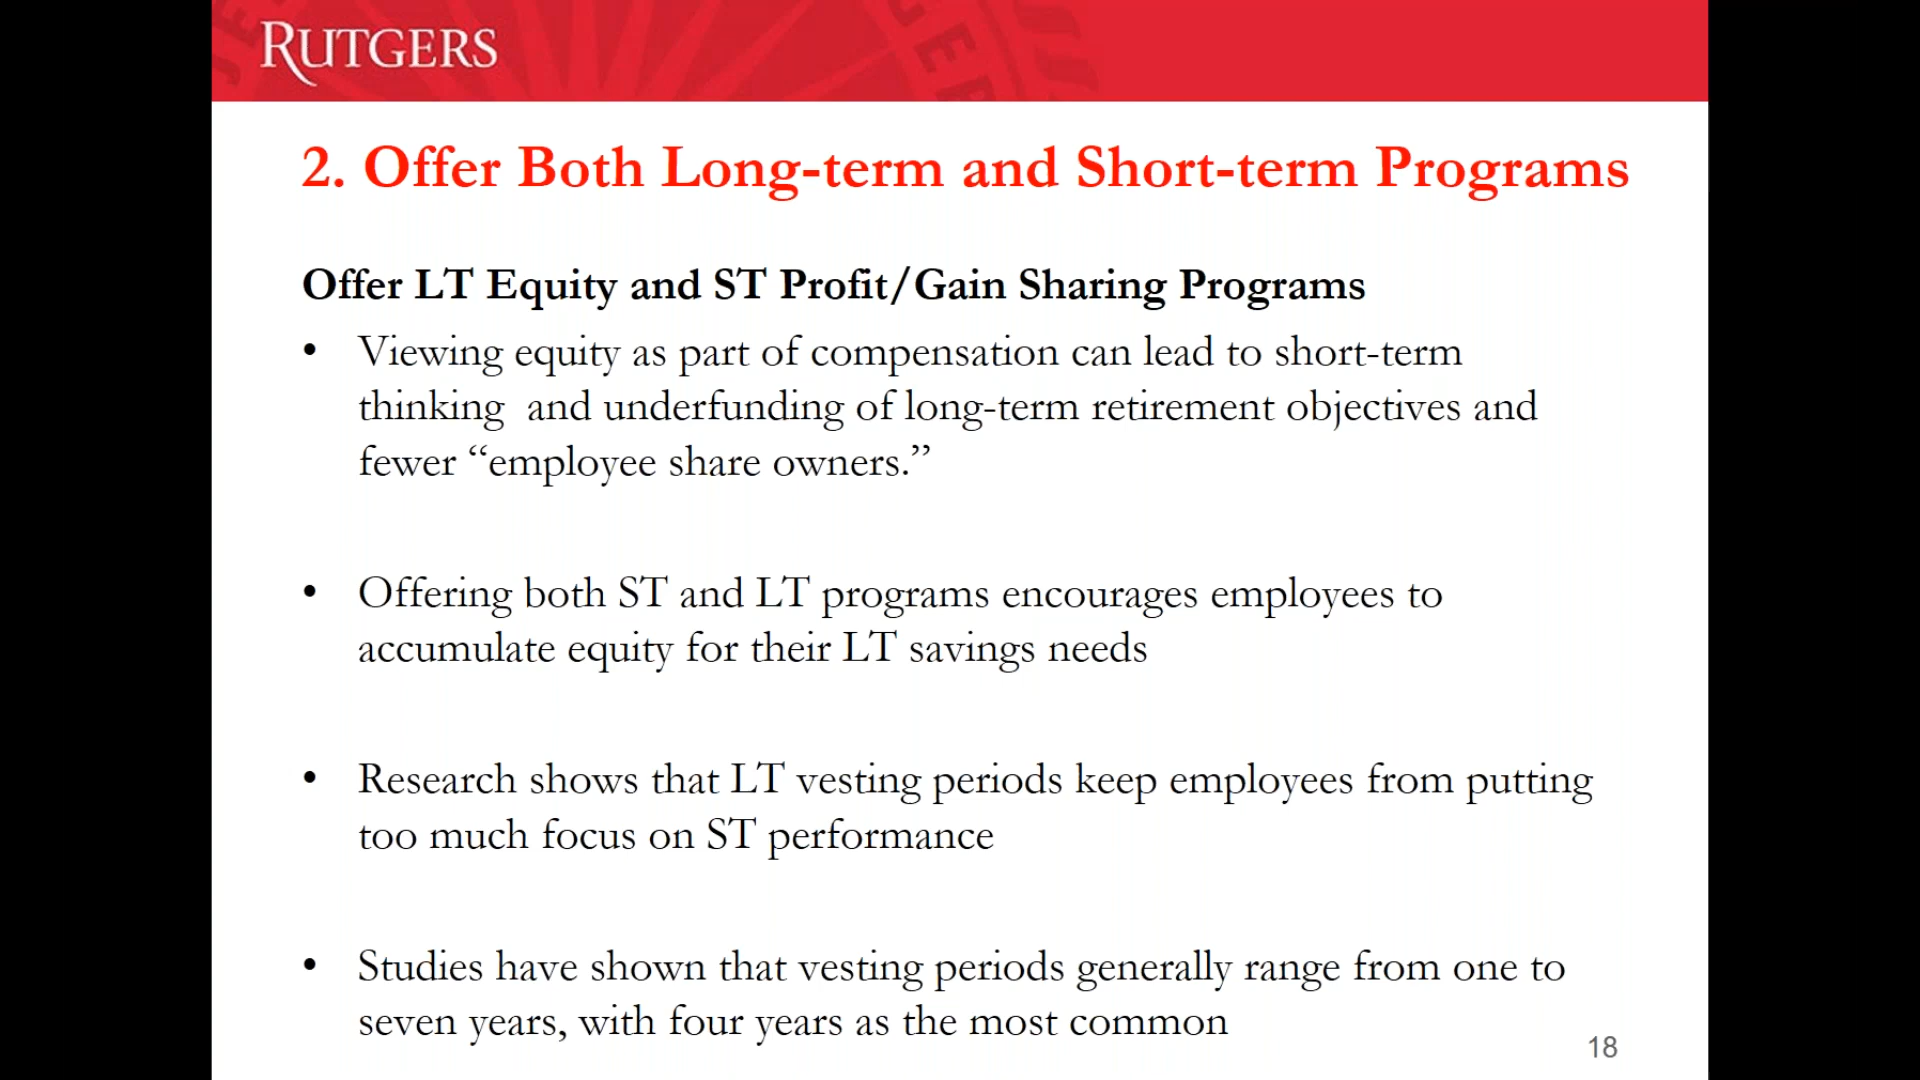 RUTGERS
2. Offer Both Long-term and Short-term Programs
Offer LT Equity and ST Profit/Gain Sharing Programs
• Viewing equity as part of compensation can lead to short-term
thinking and underfunding of long-term retirement objectives and
fewer “employee share owners.”
• Offering both ST and LT programs encourages employees to
accumulate equity for their LT savings needs
• Research shows that LT vesting periods keep employees from putting
too much focus on ST performance
• Studies have shown that vesting periods generally range from one to
seven years, with four years as the most common
18